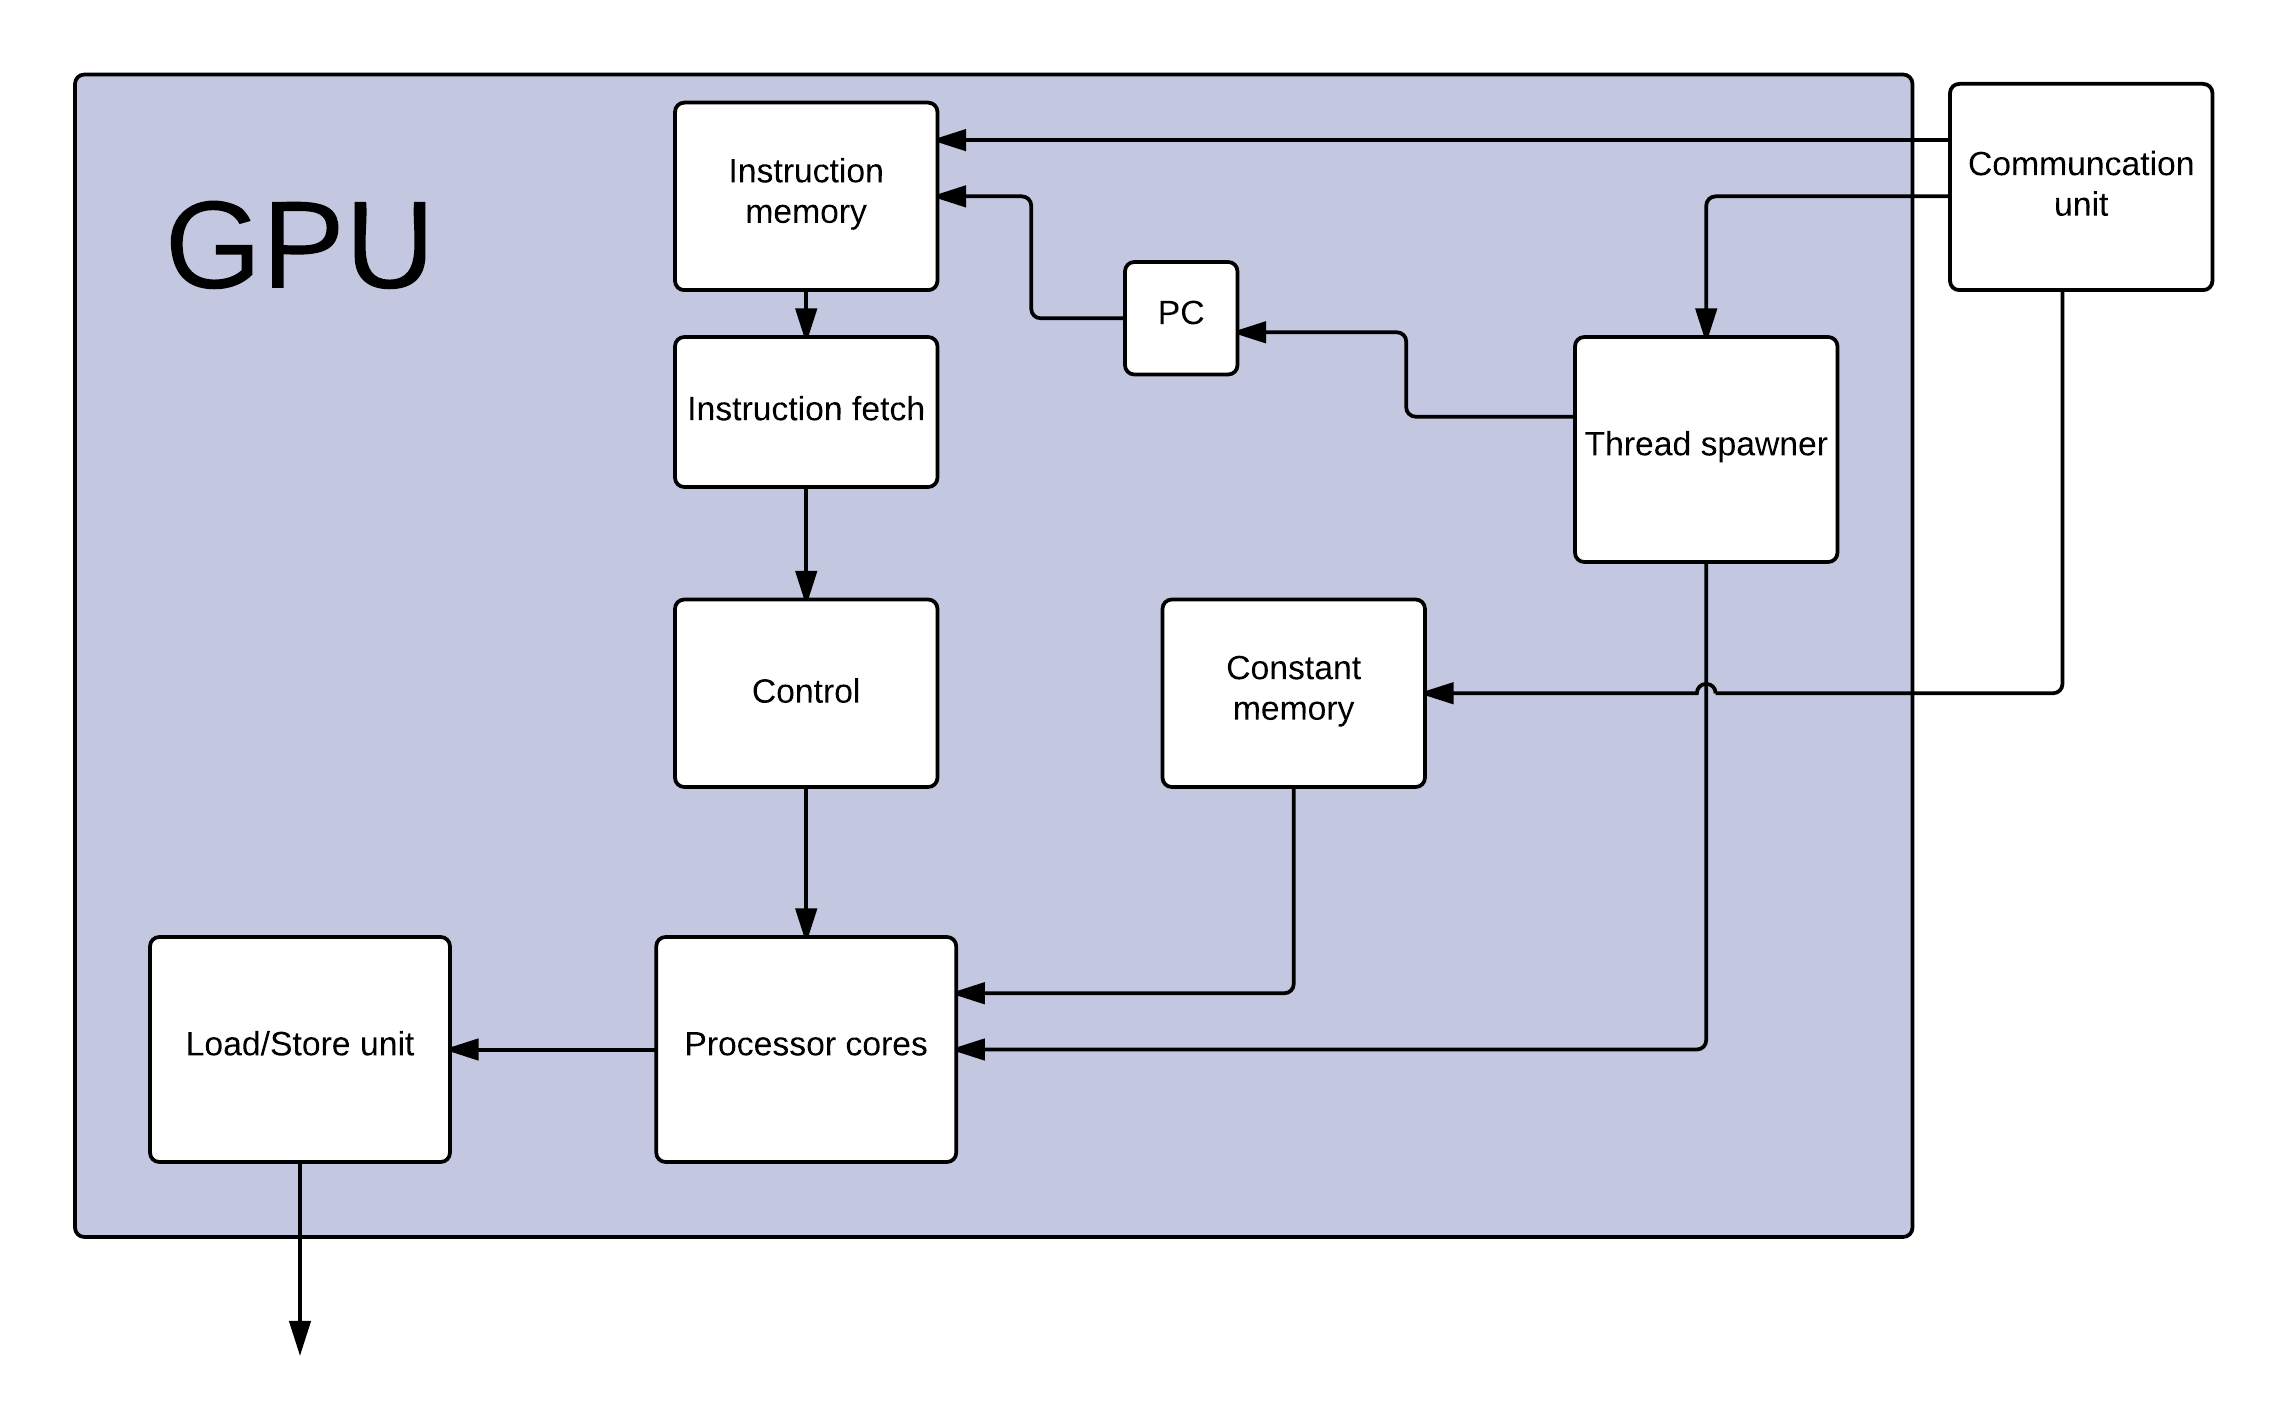 GPU
Instruction
memory
Communcation
unit
PC
Instruction fetch
Thread spawner
Control
Constant
memory
Load/Store unit
Processor cores